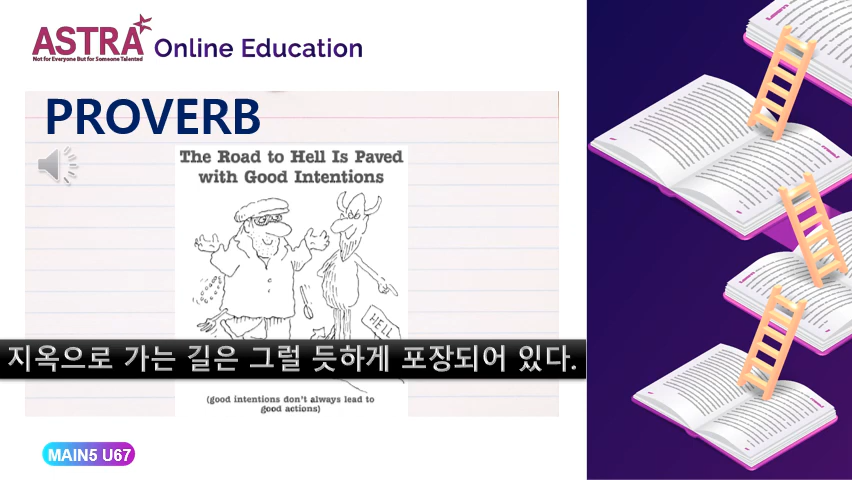 ASTRA
Not for Everyone But for Someone Talented
Online Education
PROVERB
The Road to Hell Is Paved
with Good Intentions
HELL
지옥으로 가는 길은 그럴 듯하게 포장되어 있다.
(good intentions don't always lead to
good actions)
MAIN5 U67